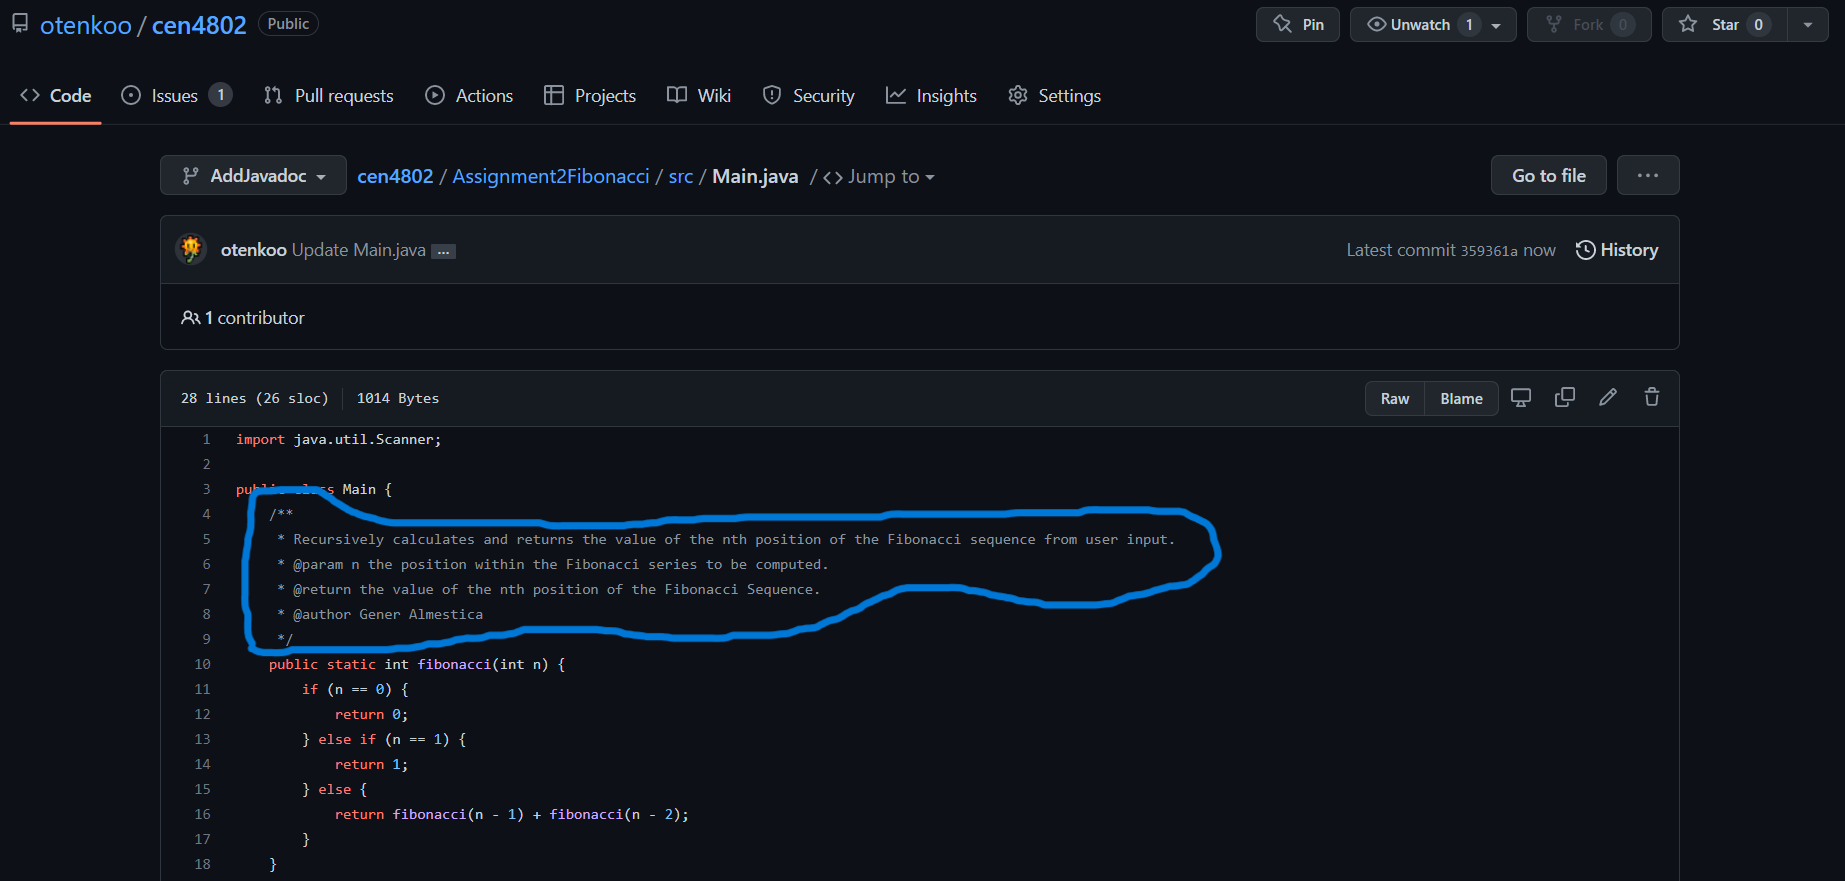 otenkoo / cen4802 Public
Pin Unwatch 1 Fork 0 Star 0
<> Code Issues 1 Pull requests Actions Projects Wiki Security Insights Settings
AddJavadoc cen4802 / Assignment2Fibonacci / src / Main.java / <> Jump to Go to file ...
otenkoo Update Main.java ... Latest commit 359361a now History
1 contributor
28 lines (26 sloc) 1014 Bytes Raw Blame
1 import java.util.Scanner;
2
3 public class Main {
4 /**
5 * Recursively calculates and returns the value of the nth position of the Fibonacci sequence from user input.
6 * @param n the position within the Fibonacci series to be computed.
7 * @return the value of the nth position of the Fibonacci Sequence.
8 * @author Gener Almestica
9 */
10 public static int fibonacci(int n) {
11 if (n == 0) {
12 return 0;
13 } else if (n == 1) {
14 return 1;
15 } else {
16 return fibonacci(n - 1) + fibonacci(n - 2);
17 }
18 }